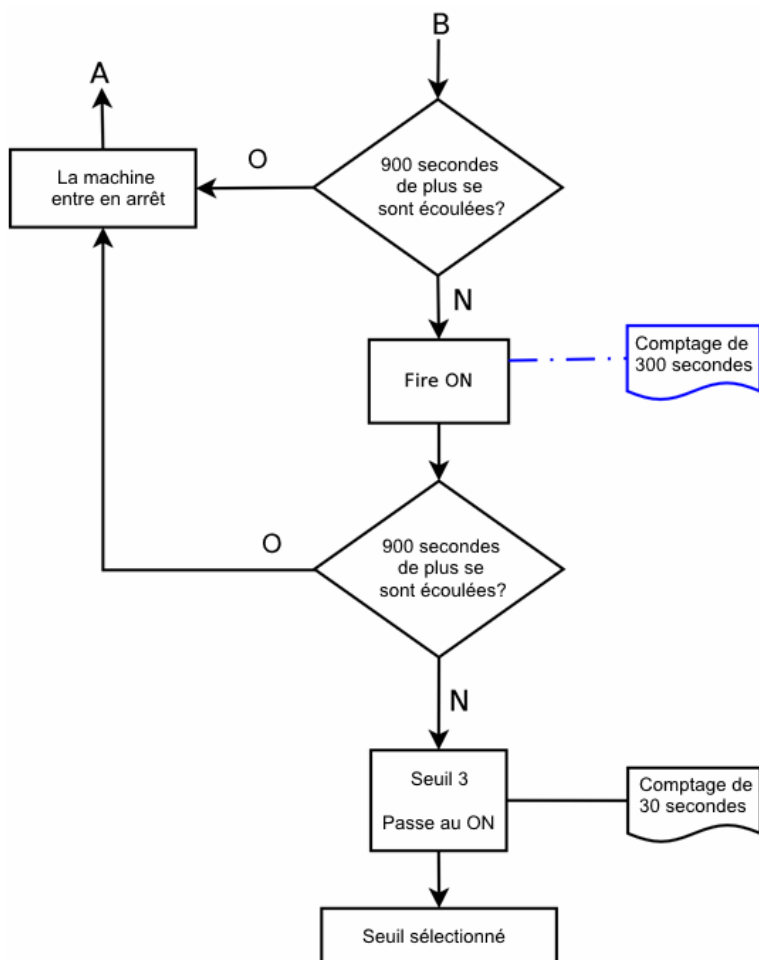 B
A
O
900 secondes
de plus se
sont écoulées?
La machine
entre en arrêt
N
Comptage de
300 secondes
Fire ON
O
900 secondes
de plus se
sont écoulées?
N
Seuil 3
Passe au ON
Comptage de
30 secondes
Seuil sélectionné